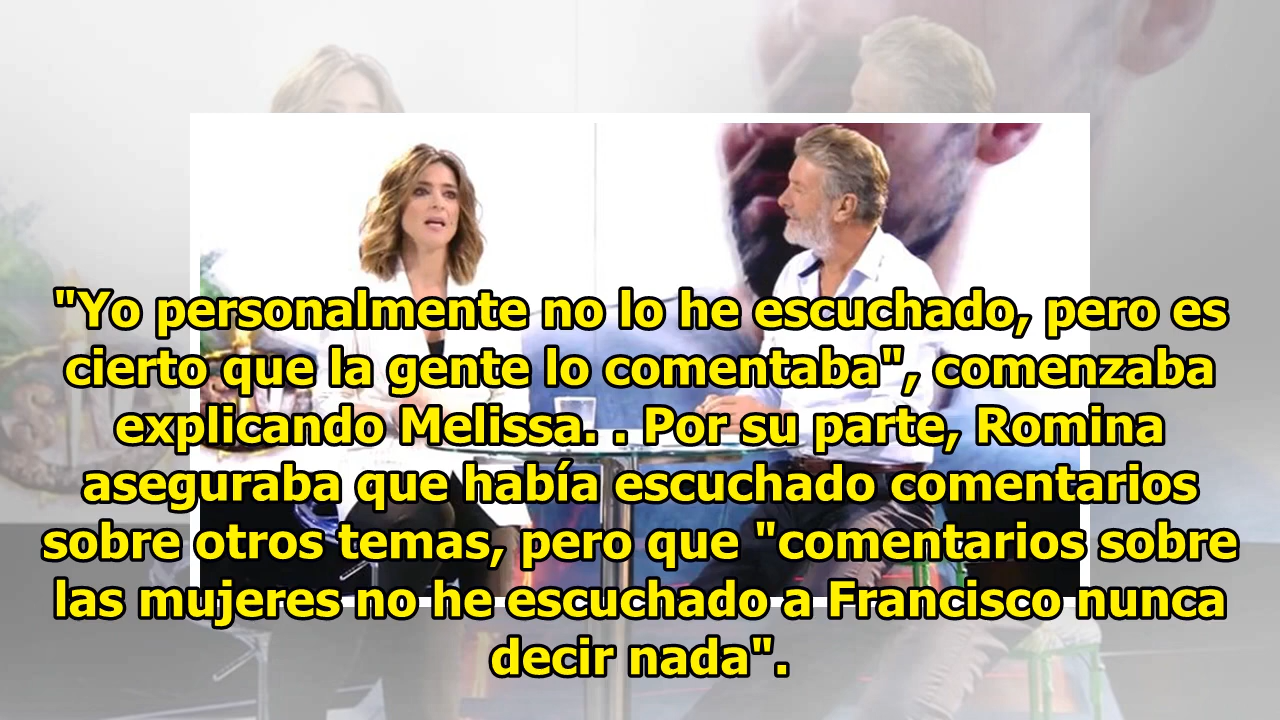 "Yo personalmente no lo he escuchado, pero es
cierto que la gente lo comentaba", comenzaba
explicando Melissa. . Por su parte, Romina
aseguraba que había escuchado comentarios
sobre otros temas, pero que "comentarios sobre
las mujeres no he escuchado a Francisco nunca
decir nada".